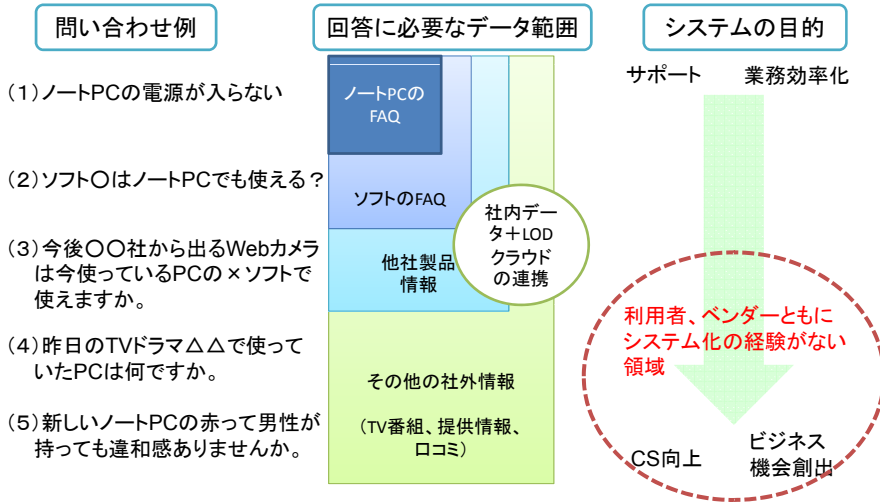 問い合わせ例
回答に必要なデータ範囲
システムの目的
(1)ノートPCの電源が入らない
(2)ソフト〇はノートPCでも使える?
(3)今後〇〇社から出るWebカメラ
は今使っているPCの×ソフトで
使えますか。
(4)昨日のTVドラマ△△で使って
いたPCは何ですか。
(5)新しいノートPCの赤って男性が
持っても違和感ありませんか。
ノートPCの
FAQ
ソフトのFAQ
他社製品
情報
社内デー
タ+LOD
クラウド
の連携
その他の社外情報
(TV番組、提供情報、
口コミ)
サポート
業務効率化
利用者、ベンダーともに
システム化の経験がない
領域
CS向上
ビジネス
機会創出